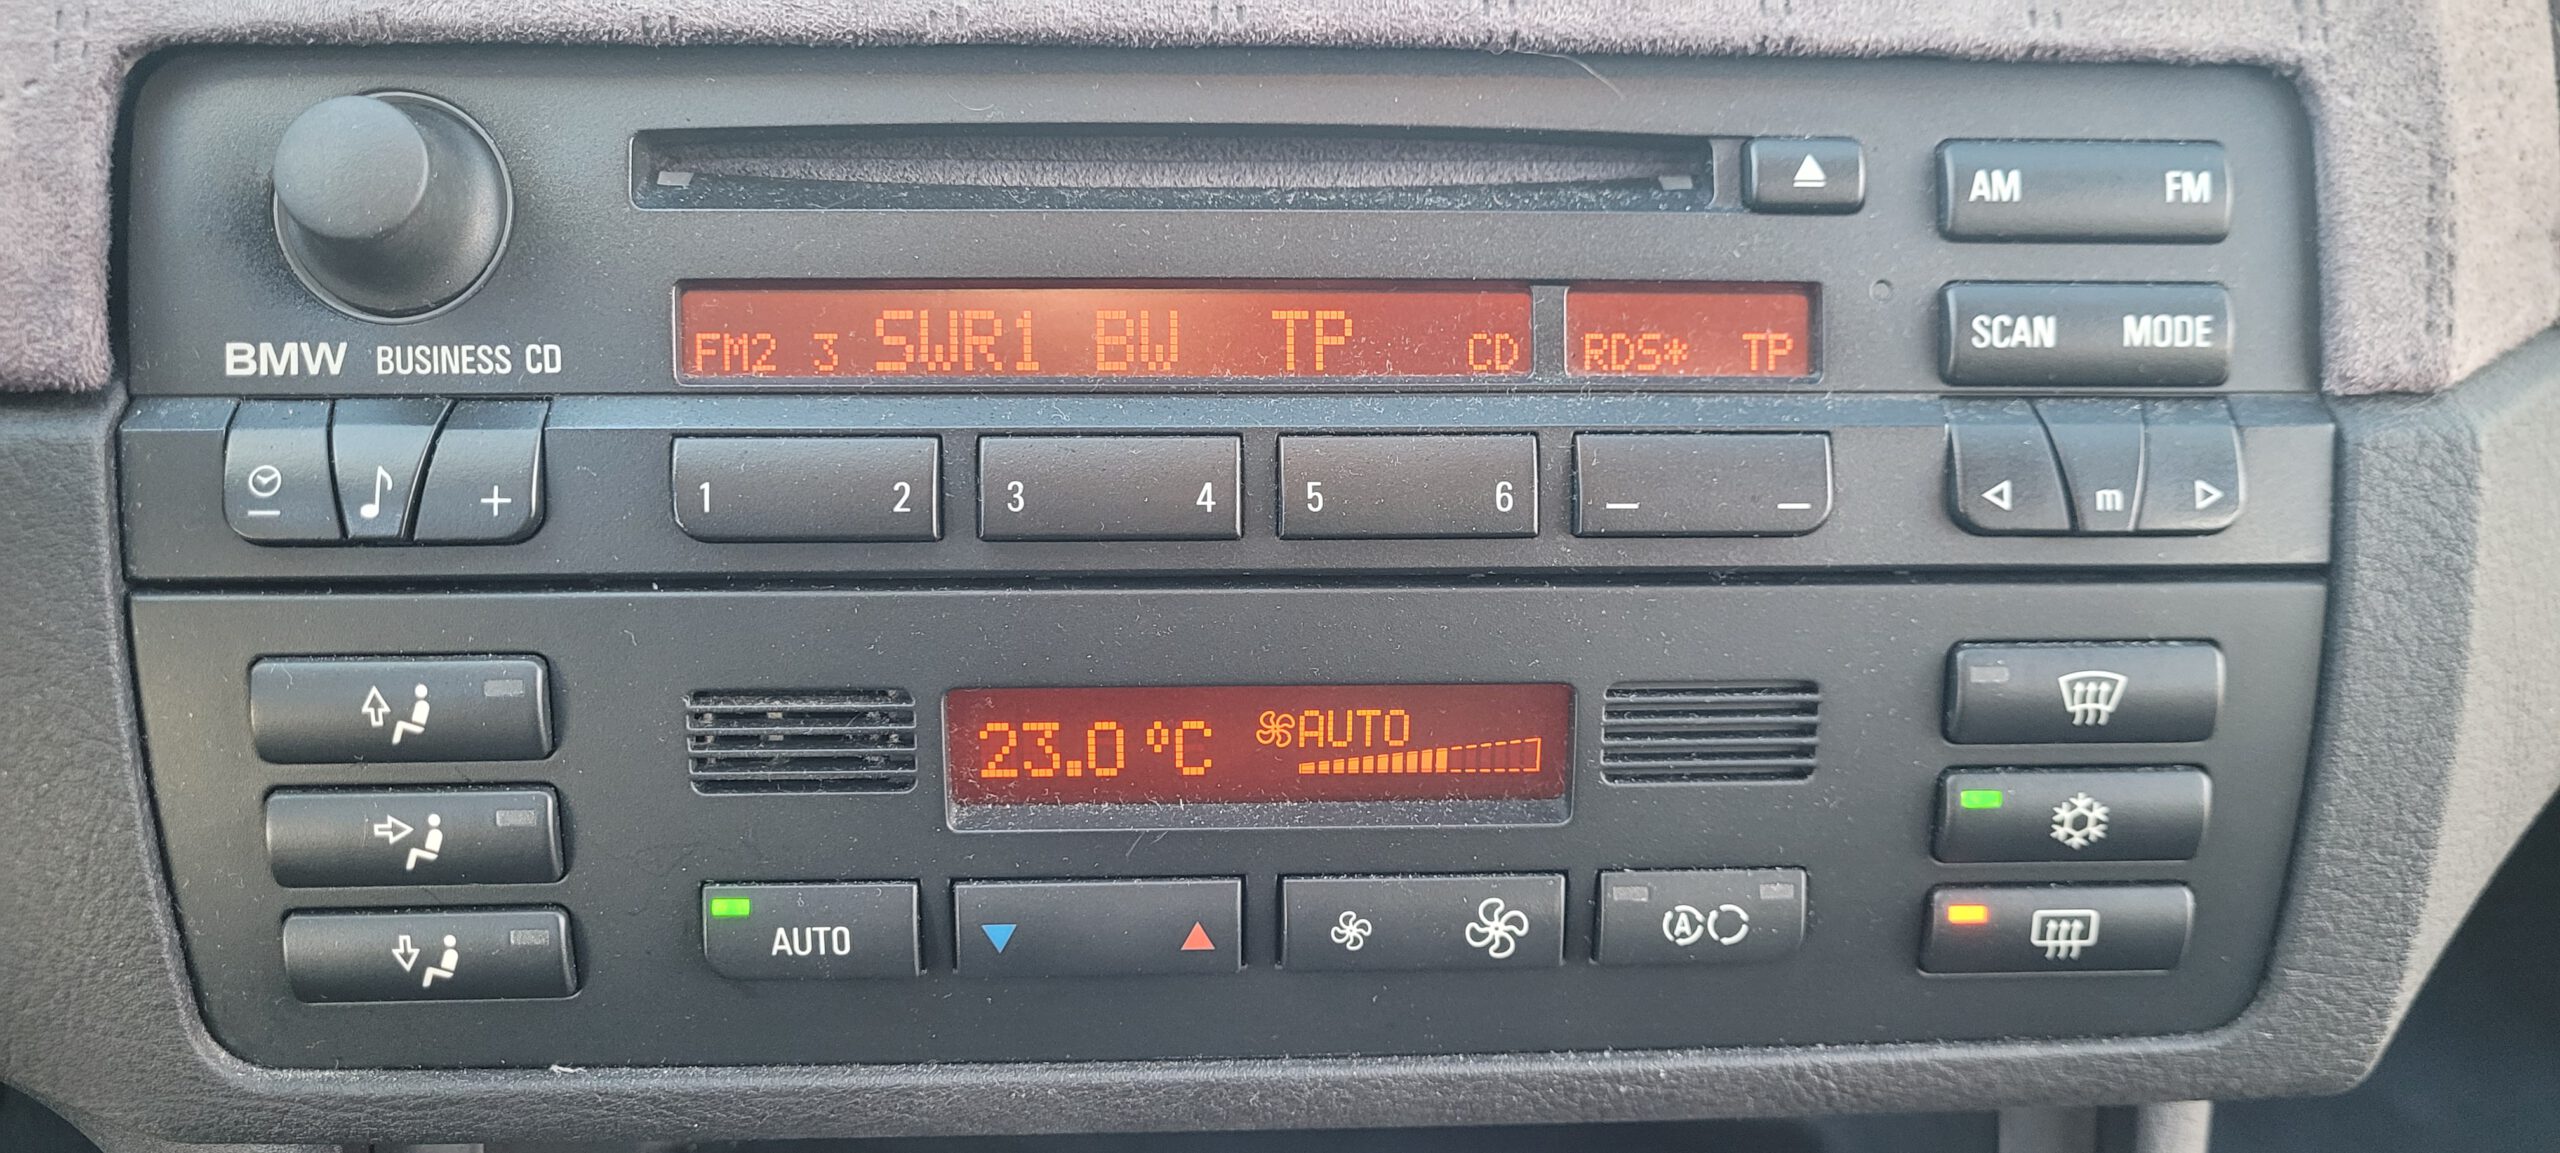 AM FM
FM2 3 SWR1 BW TP CD RDS* TP
SCAN MODE
BMW BUSINESS CD
1 2 3 4 5 6 m
23.0 °C AUTO
AUTO
A